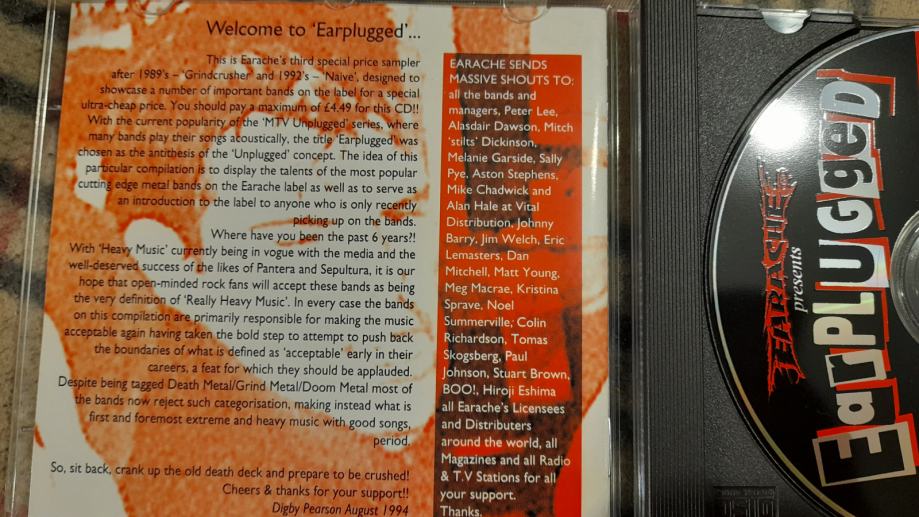 Welcome to 'Earplugged'...
This is Earache's third special price sampler
after 1989's – 'Grindcrusher' and 1992's – 'Naive', designed to
showcase a number of important bands on the label for a special
ultra-cheap price. You should pay a maximum of £4.49 for this CD!!
With the current popularity of the 'MTV Unplugged' series, where
many bands play their songs acoustically, the title 'Earplugged' was
chosen as the antithesis of the 'Unplugged' concept. The idea of this
particular compilation is to display the talents of the most popular
cutting edge metal bands on the Earache label as well as to serve as
an introduction to the label to anyone who is only recently
picking up on the bands.
Where have you been the past 6 years?!
With 'Heavy Music' currently being in vogue with the media and the
well-deserved success of the likes of Pantera and Sepultura, it is our
hope that open-minded rock fans will accept these bands as being
the very definition of 'Really Heavy Music'. In every case the bands
on this compilation are primarily responsible for making the music
acceptable again having taken the bold step to attempt to push back
the boundaries of what is defined as 'acceptable' early in their
careers, a feat for which they should be applauded.
Despite being tagged Death Metal/Grind Metal/Doom Metal most of
the bands now reject such categorisation, making instead what is
first and foremost extreme and heavy music with good songs,
period.
So, sit back, crank up the old death deck and prepare to be crushed!
Cheers & thanks for your support!!
Digby Pearson August 1994
EARACHE SENDS
MASSIVE SHOUTS TO:
all the bands and
managers, Peter Lee,
Alasdair Dawson, Mitch
'stilts' Dickinson,
Melanie Garside, Sally
Pye, Aston Stephens,
Mike Chadwick and
Alan Hale at Vital
Distribution, Johnny
Barry, Jim Welch, Eric
Lemasters, Dan
Mitchell, Matt Young,
Meg Macrae, Kristina
Sprave, Noel
Summerville, Colin
Richardson, Tomas
Skogsberg, Paul
Johnson, Stuart Brown,
BOO!, Hiroji Eshima
all Earache's Licensees
and Distributers
around the world, all
Magazines and all Radio
& T.V Stations for all
your support.
Thanks.
EARACHE
presents
EarPLUGgeD